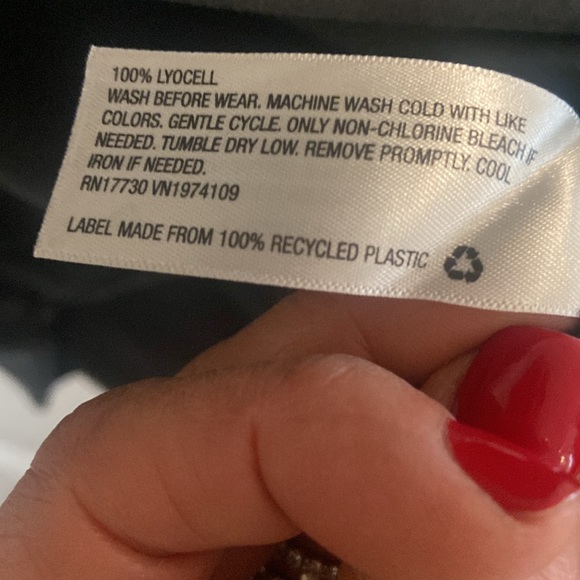 100% LYOCELL
WASH BEFORE WEAR. MACHINE WASH COLD WITH LIKE
COLORS. GENTLE CYCLE. ONLY NON-CHLORINE BLEACH IF
NEEDED. TUMBLE DRY LOW. REMOVE PROMPTLY. COOL
IRON IF NEEDED.
RN17730 VN1974109
LABEL MADE FROM 100% RECYCLED PLASTIC